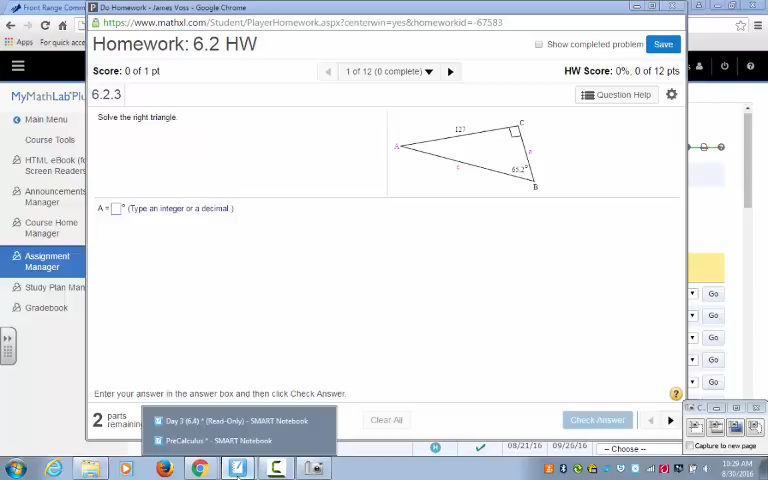 Front Range Comm
Do Homework - James Voss - Google Chrome
https://www.mathxl.com/Student/PlayerHomework.aspx?centerwin=yes&homeworkid=-67583
Homework: 6.2 HW
Show completed problem
Save
Score: 0 of 1 pt
1 of 12 (0 complete)
HW Score: 0%, 0 of 12 pts
6.2.3
Question Help
Solve the right triangle.
C
127
A
a
c
65.2°
B
A = ° (Type an integer or a decimal.)
Apps
For quick acce
MyMathLab Plu
Main Menu
Course Tools
HTML eBook (fo
Screen Readers
Announcements
Manager
Course Home
Manager
Assignment
Manager
Study Plan Man
Gradebook
Go
Go
Go
Go
Go
Enter your answer in the answer box and then click Check Answer.
2 parts
remaining
Clear All
Check Answer
Day 3 (6.4) * (Read-Only) - SMART Notebook
PreCalculus * - SMART Notebook
Capture to new page
08/21/16
09/26/16
-- Choose --
10:29 AM
8/30/2016